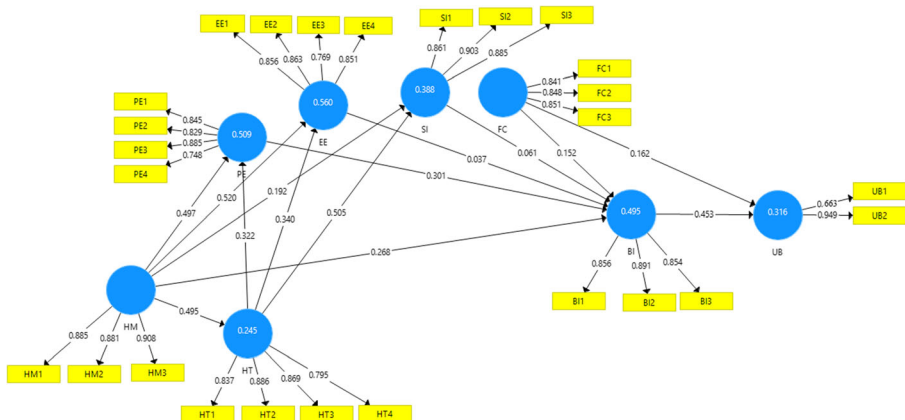 EE1 EE2 EE3 EE4
SI1 SI2 SI3
0.856 0.863 0.769 0.851
0.861 0.903 0.885
PE1
PE2
PE3
PE4
0.845
0.829
0.885
0.748
0.509
PE
0.560
EE
0.388
SI
FC
0.841
0.848
0.851
FC1
FC2
FC3
0.497
0.520
0.192
0.322
0.340
0.505
0.301
0.037
0.061
0.152
0.162
0.268
0.495
BI
0.453
0.316
UB
0.663
0.949
UB1
UB2
0.856 0.891 0.854
BI1 BI2 BI3
HM
0.495
0.245
HT
0.885 0.881 0.908
HM1 HM2 HM3
0.837 0.886 0.869 0.795
HT1 HT2 HT3 HT4